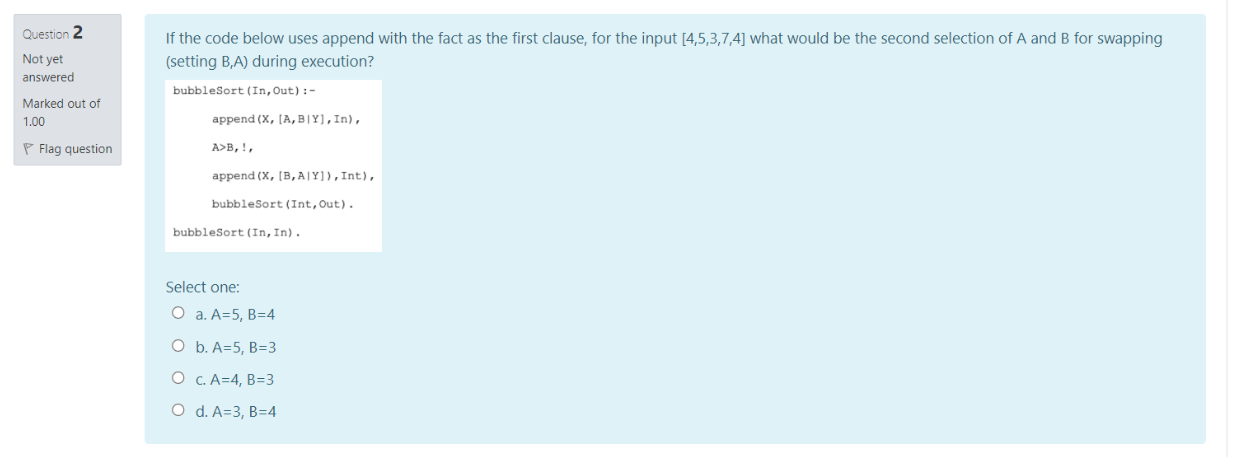 Question 2
Not yet
answered
Marked out of
1.00
Flag question
If the code below uses append with the fact as the first clause, for the input [4,5,3,7,4] what would be the second selection of A and B for swapping
(setting B,A) during execution?
bubbleSort(In,Out):-
append(X,[A,B|Y],In),
A>B,!,
append(X,[B,A|Y]),Int),
bubbleSort(Int,Out).
bubbleSort(In,In).
Select one:
a. A=5, B=4
b. A=5, B=3
c. A=4, B=3
d. A=3, B=4